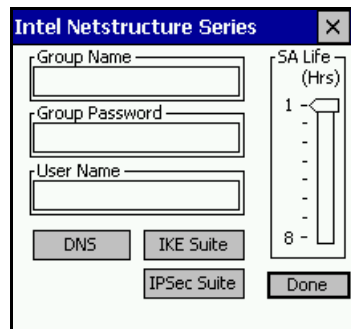 Intel Netstructure Series
Group Name
SA Life
(Hrs)
1
Group Password
User Name
8
DNS
IKE Suite
IPSec Suite
Done